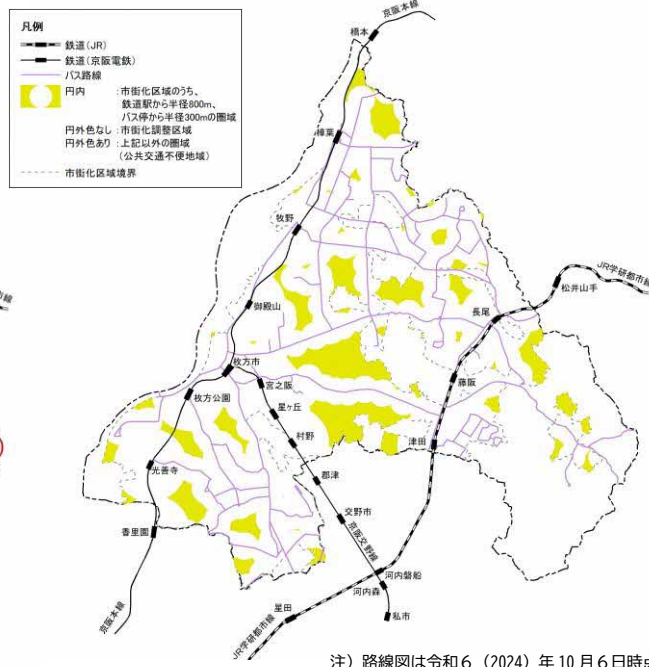 凡例
鉄道(JR)
鉄道(京阪電鉄)
バス路線
円内 :市街化区域のうち、
鉄道駅から半径800m、
バス停から半径300mの圏域
円外色なし:市街化調整区域
円外色あり:上記以外の圏域
(公共交通不便地域)
市街化区域境界
京阪本線
橋本
樟葉
牧野
御殿山
枚方市
枚方公園
宮之阪
星ヶ丘
村野
郡津
光善寺
香里園
交野市
京阪交野線
河内磐船
河内森
私市
星田
JR学研都市線
京阪本線
津田
藤阪
長尾
松井山手
JR学研都市線
市線
注)路線図は令和6(2024)年10月6日時点